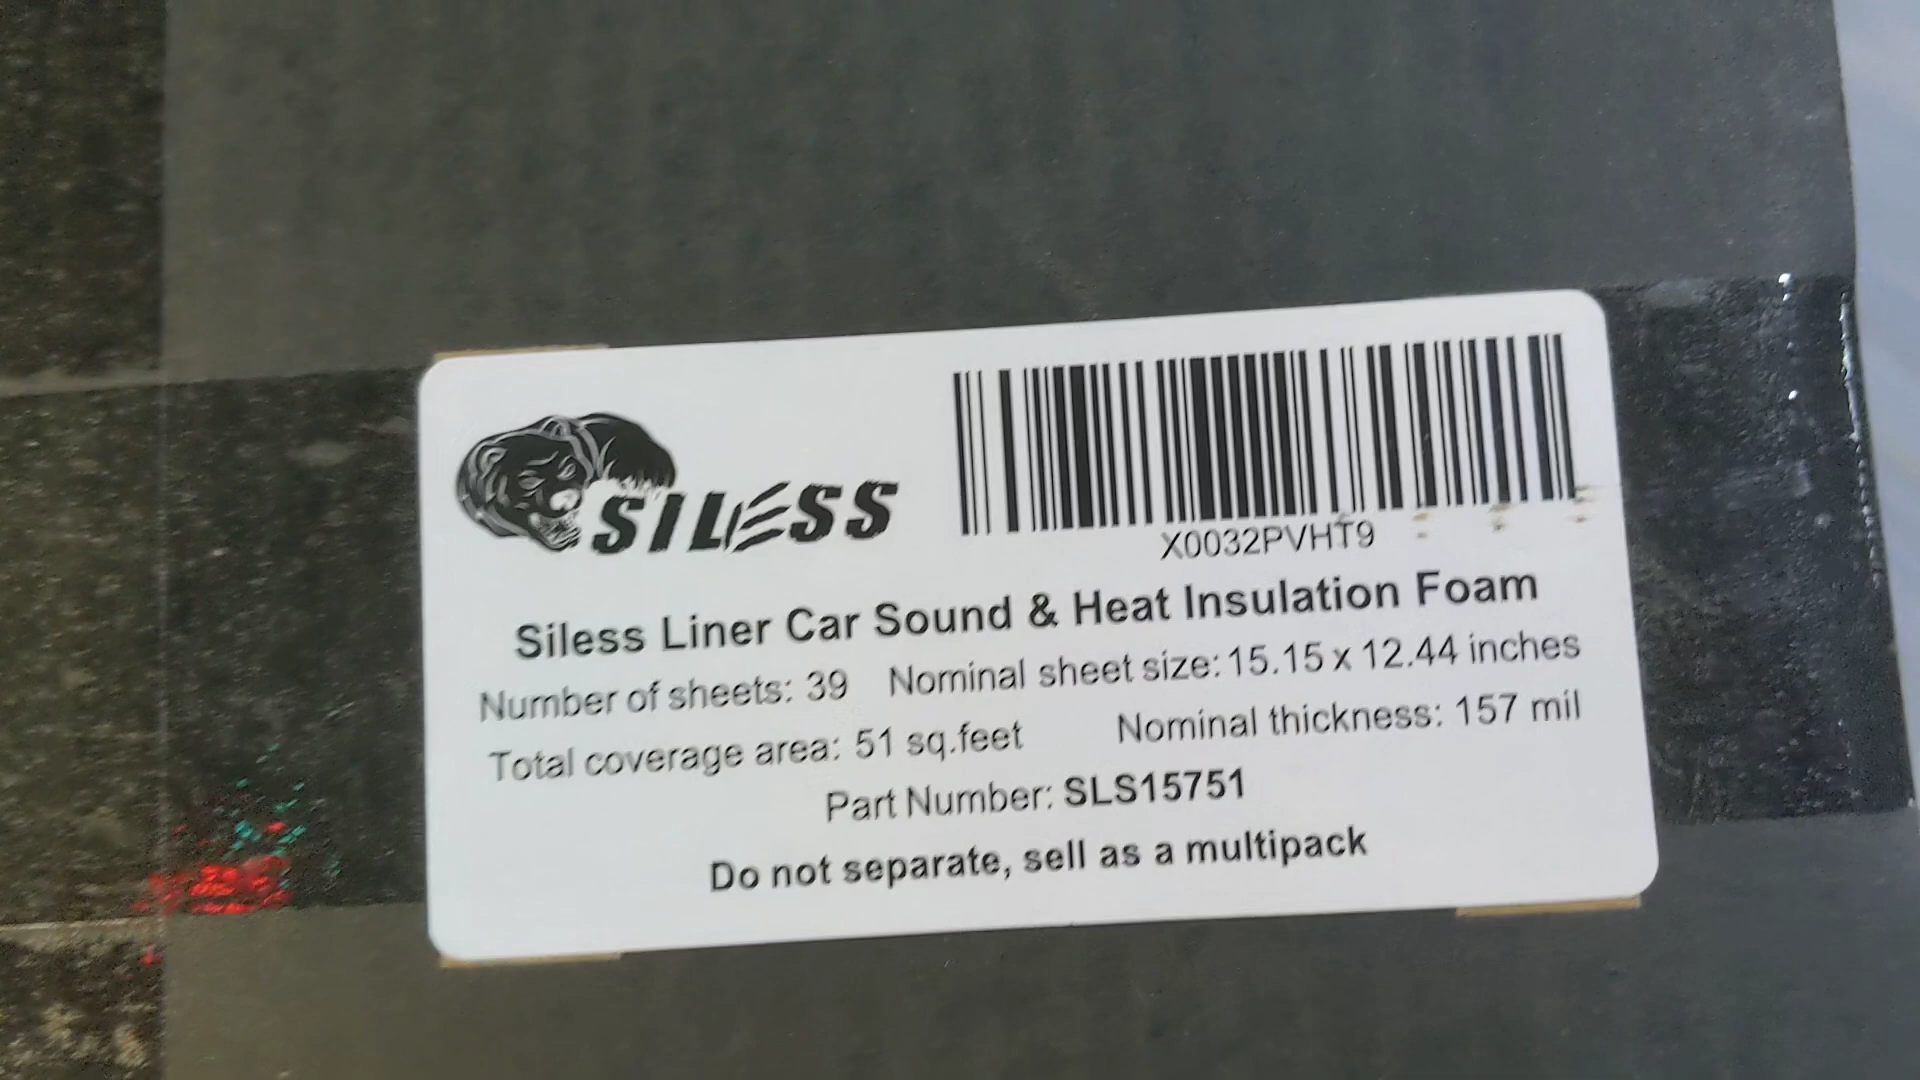 SILESS
X0032PVHT9
Siless Liner Car Sound & Heat Insulation Foam
Number of sheets: 39 Nominal sheet size: 15.15 x 12.44 inches
Total coverage area: 51 sq.feet Nominal thickness: 157 mil
Part Number: SLS15751
Do not separate, sell as a multipack